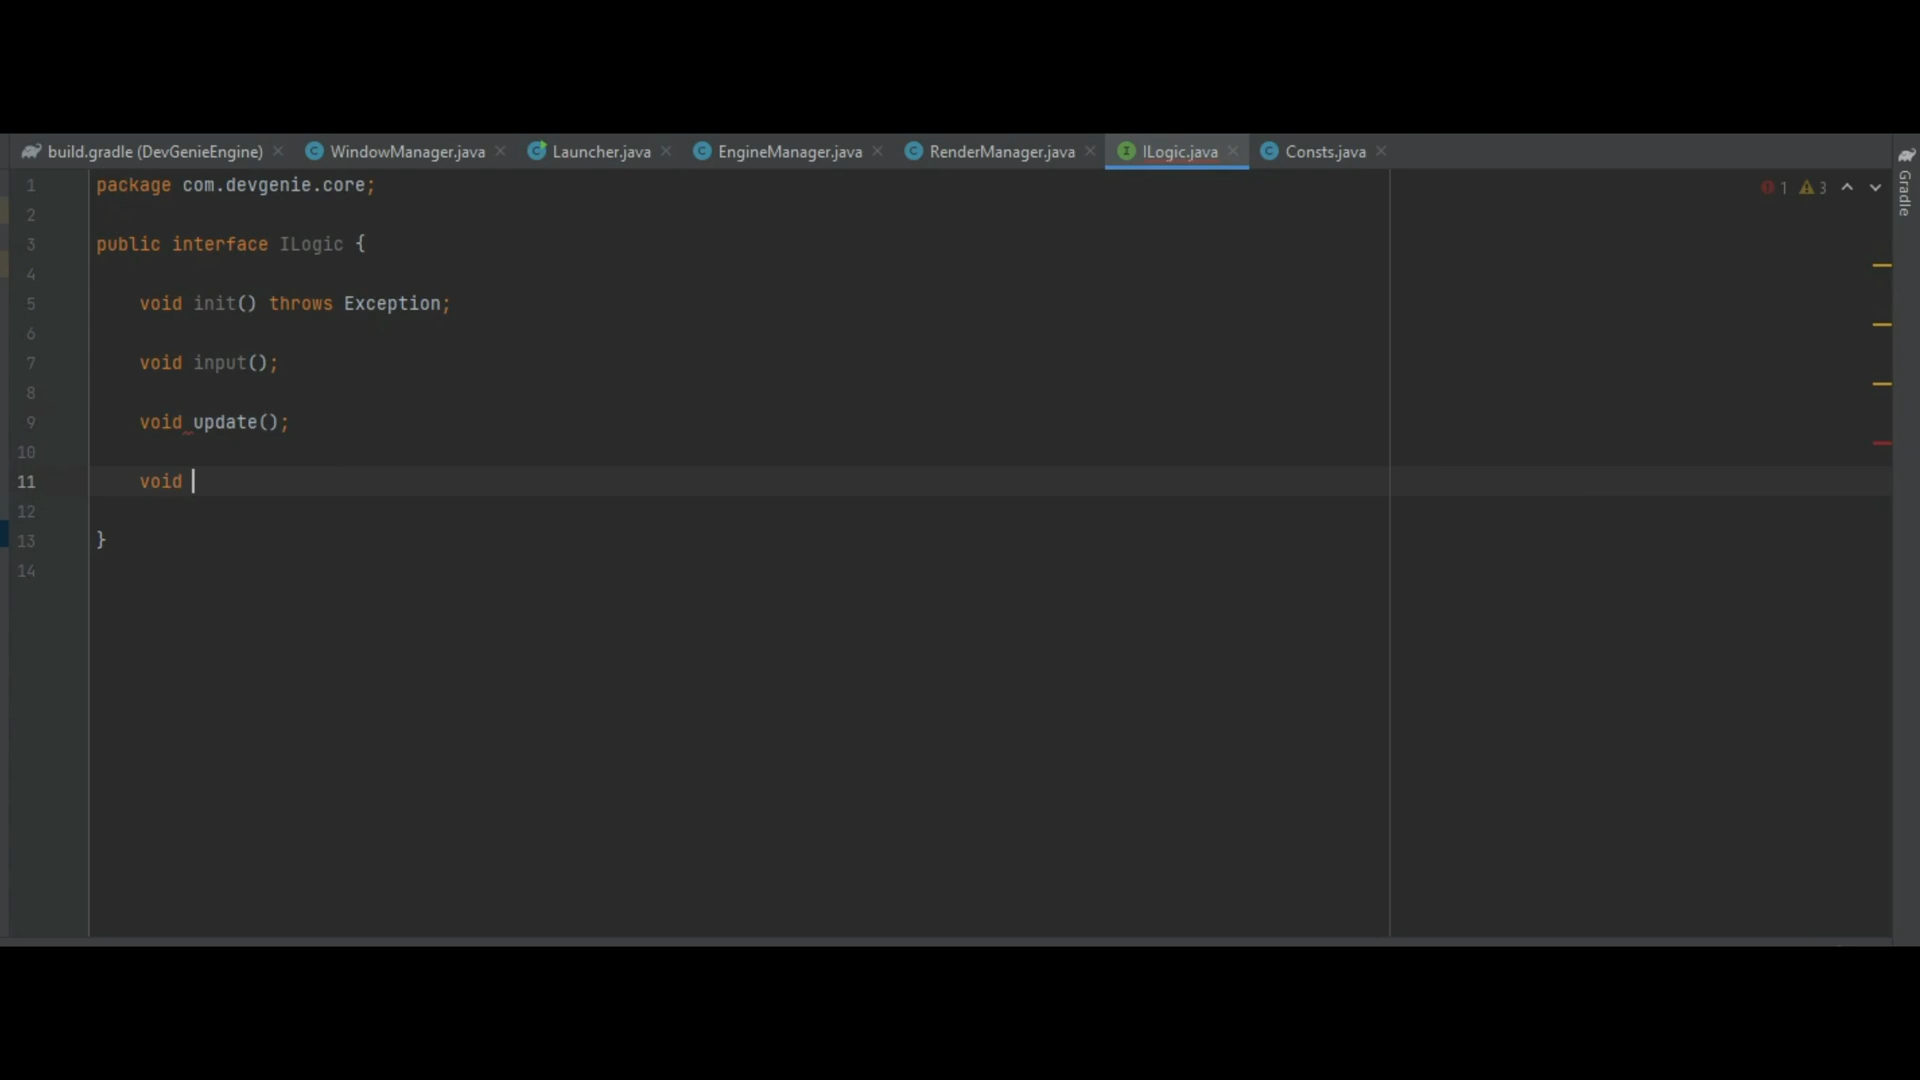 build.gradle (DevGenieEngine) WindowManager.java Launcher.java EngineManager.java RenderManager.java ILogic.java Consts.java
1 package com.devgenie.core; 1 3
2
3 public interface ILogic {
4
5 void init() throws Exception;
6
7 void input();
8
9 void update();
10
11 void
12
13 }
14
Gradle